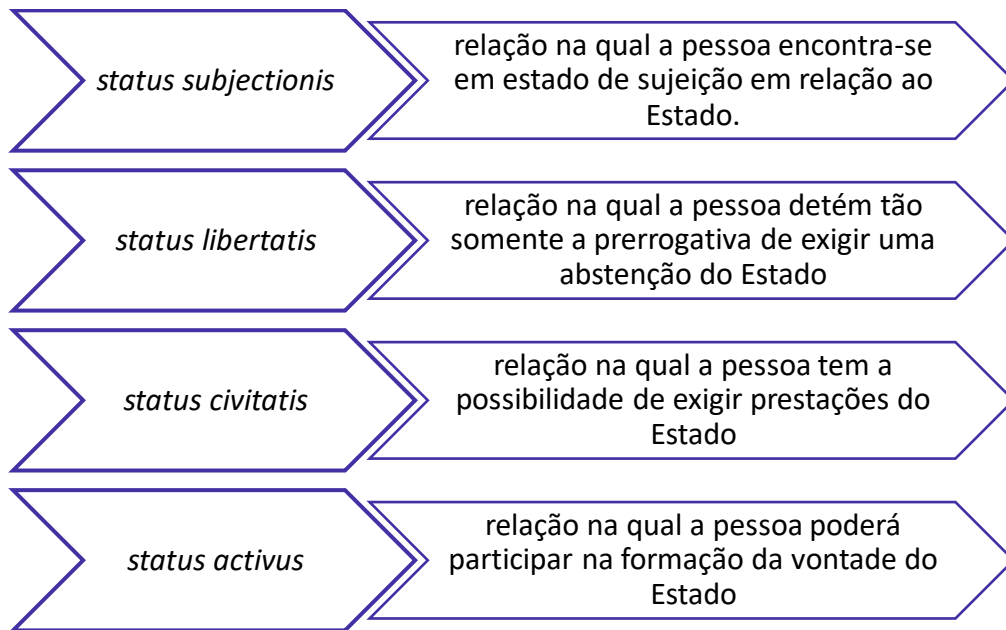 status subjectionis
relação na qual a pessoa encontra-se
em estado de sujeição em relação ao
Estado.
status libertatis
relação na qual a pessoa detém tão
somente a prerrogativa de exigir uma
abstenção do Estado
status civitatis
relação na qual a pessoa tem a
possibilidade de exigir prestações do
Estado
status activus
relação na qual a pessoa poderá
participar na formação da vontade do
Estado